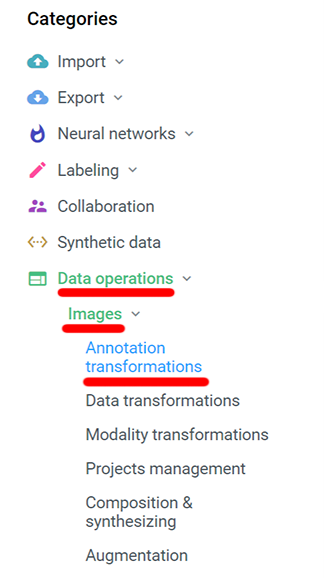 Categories
Import
Export
Neural networks
Labeling
Collaboration
Synthetic data
Data operations
Images
Annotation
transformations
Data transformations
Modality transformations
Projects management
Composition &
synthesizing
Augmentation